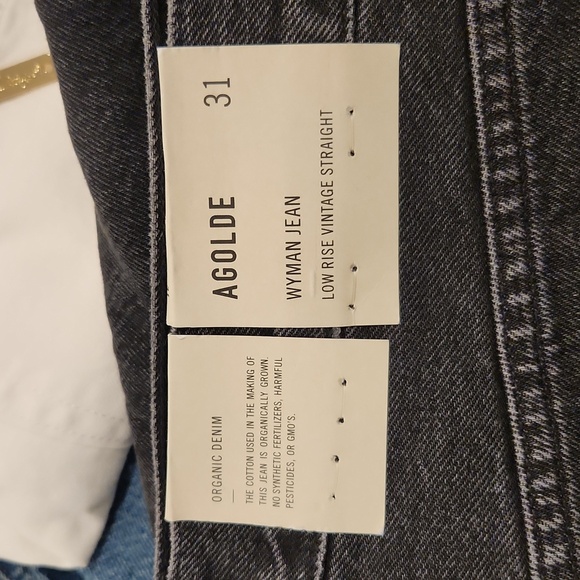 AGOLDE 31
WYMAN JEAN
LOW RISE VINTAGE STRAIGHT
ORGANIC DENIM
THE COTTON USED IN THE MAKING OF
THIS JEAN IS ORGANICALLY GROWN.
NO SYNTHETIC FERTILIZERS, HARMFUL
PESTICIDES, OR GMO'S.